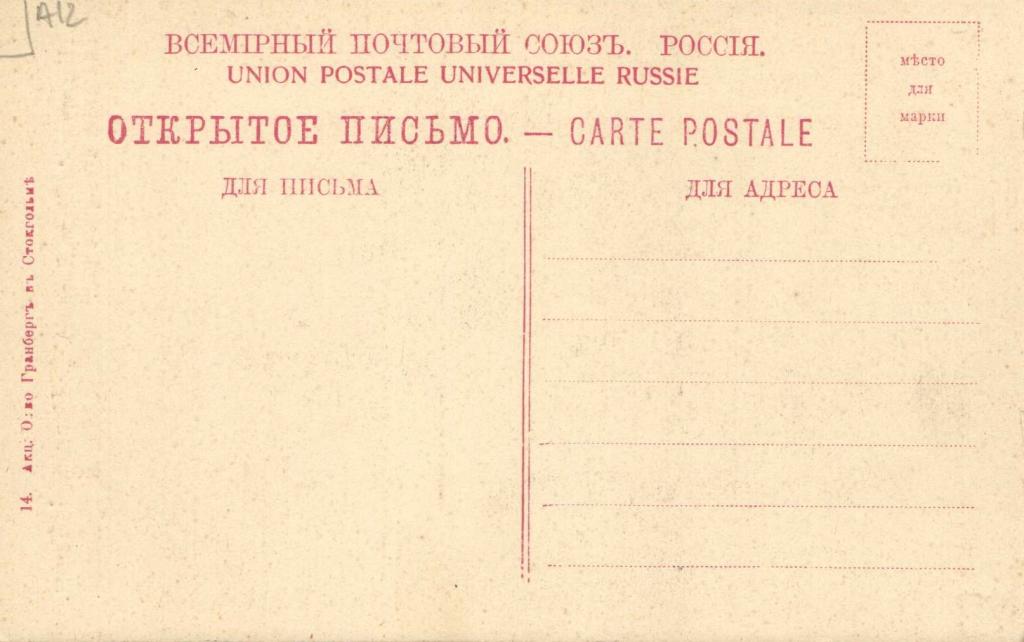 A12
ВСЕМІРНЫЙ ПОЧТОВЫЙ СОЮЗЪ. РОССІЯ.
UNION POSTALE UNIVERSELLE RUSSIE
ОТКРЫТОЕ ПИСЬМО. — CARTE POSTALE
мѣсто
для
марки
ДЛЯ ПИСЬМА
ДЛЯ АДРЕСА
14. Акц. О:во Гранбергъ въ Стокгольмѣ